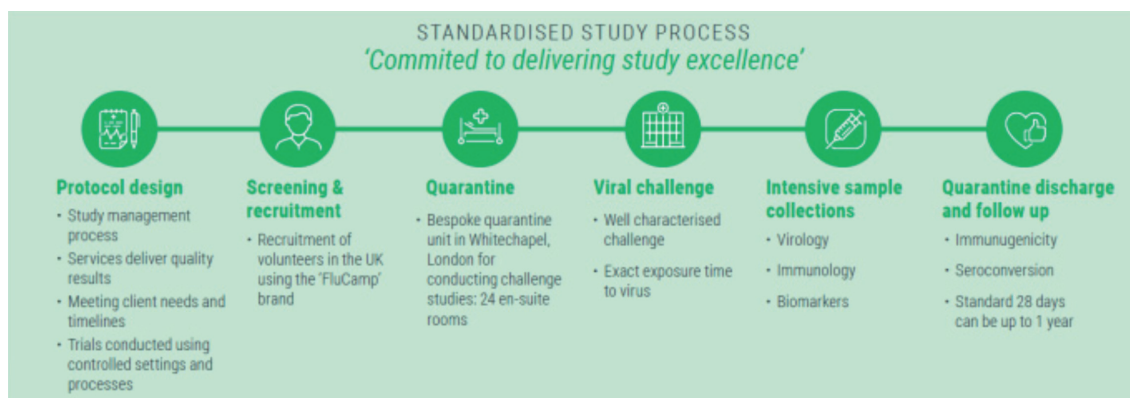 STANDARDISED STUDY PROCESS
'Commited to delivering study excellence'
Protocol design
• Study management
process
• Services deliver quality
results
• Meeting client needs and
timelines
• Trials conducted using
controlled settings and
processes
Screening &
recruitment
• Recruitment of
volunteers in the UK
using the 'FluCamp'
brand
Quarantine
• Bespoke quarantine
unit in Whitechapel,
London for
conducting challenge
studies: 24 en-suite
rooms
Viral challenge
• Well characterised
challenge
• Exact exposure time
to virus
Intensive sample
collections
• Virology
• Immunology
• Biomarkers
Quarantine discharge
and follow up
• Immunugenicity
• Seroconversion
• Standard 28 days
can be up to 1 year